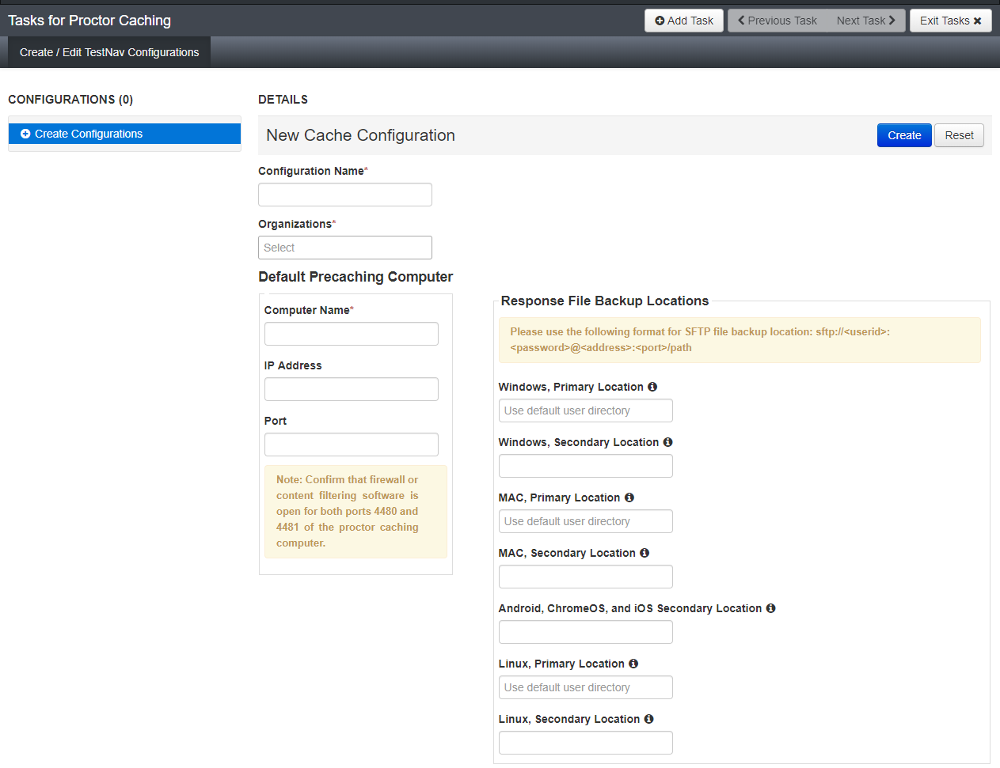 Tasks for Proctor Caching
Add Task
Previous Task
Next Task
Exit Tasks
Create / Edit TestNav Configurations
CONFIGURATIONS (0)
Create Configurations
DETAILS
New Cache Configuration
Create
Reset
Configuration Name*
Organizations*
Select
Default Precaching Computer
Computer Name*
IP Address
Port
Note: Confirm that firewall or
content filtering software is
open for both ports 4480 and
4481 of the proctor caching
computer.
Response File Backup Locations
Please use the following format for SFTP file backup location: sftp://<userid>:
<password>@<address>:<port>/path
Windows, Primary Location
Use default user directory
Windows, Secondary Location
MAC, Primary Location
Use default user directory
MAC, Secondary Location
Android, ChromeOS, and iOS Secondary Location
Linux, Primary Location
Use default user directory
Linux, Secondary Location